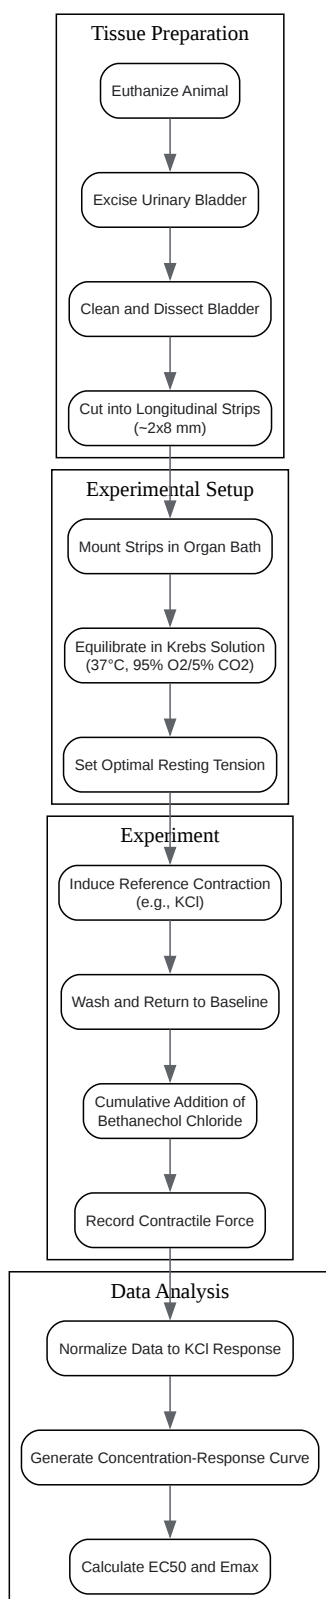 Tissue Preparation
Euthanize Animal
Excise Urinary Bladder
Clean and Dissect Bladder
Cut into Longitudinal Strips
(~2x8 mm)
Experimental Setup
Mount Strips in Organ Bath
Equilibrate in Krebs Solution
(37°C, 95% O2/5% CO2)
Set Optimal Resting Tension
Experiment
Induce Reference Contraction
(e.g., KCl)
Wash and Return to Baseline
Cumulative Addition of
Bethanechol Chloride
Record Contractile Force
Data Analysis
Normalize Data to KCl Response
Generate Concentration-Response Curve
Calculate EC50 and Emax